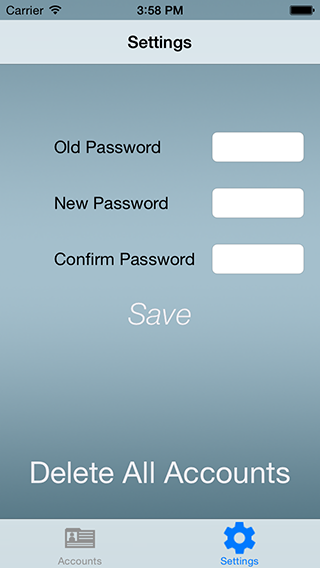 Carrier 3:58 PM
Settings
Old Password
New Password
Confirm Password
Save
Delete All Accounts
Accounts Settings